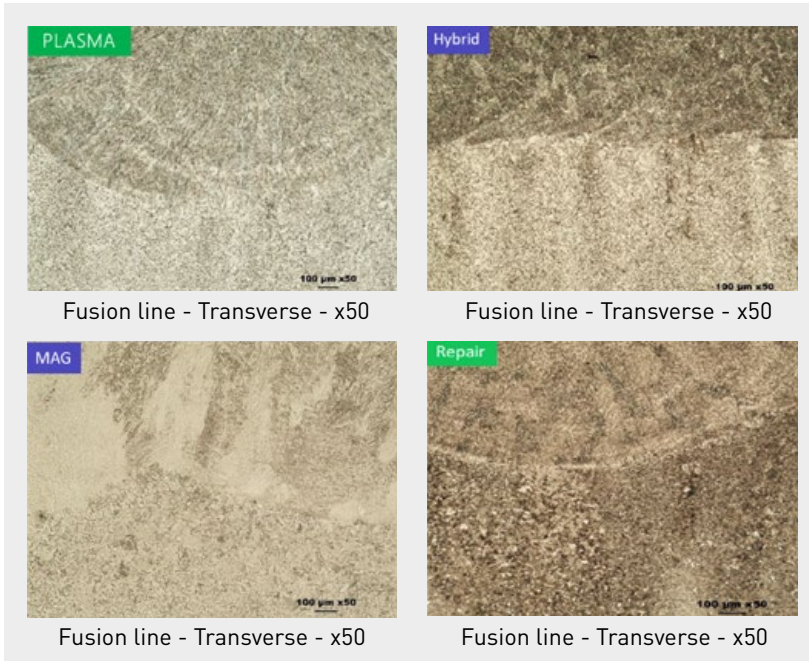 PLASMA
Hybrid
100 µm x50
100 µm x50
Fusion line - Transverse - x50
Fusion line - Transverse - x50
MAG
Repair
100 µm x50
100 µm x50
Fusion line - Transverse - x50
Fusion line - Transverse - x50